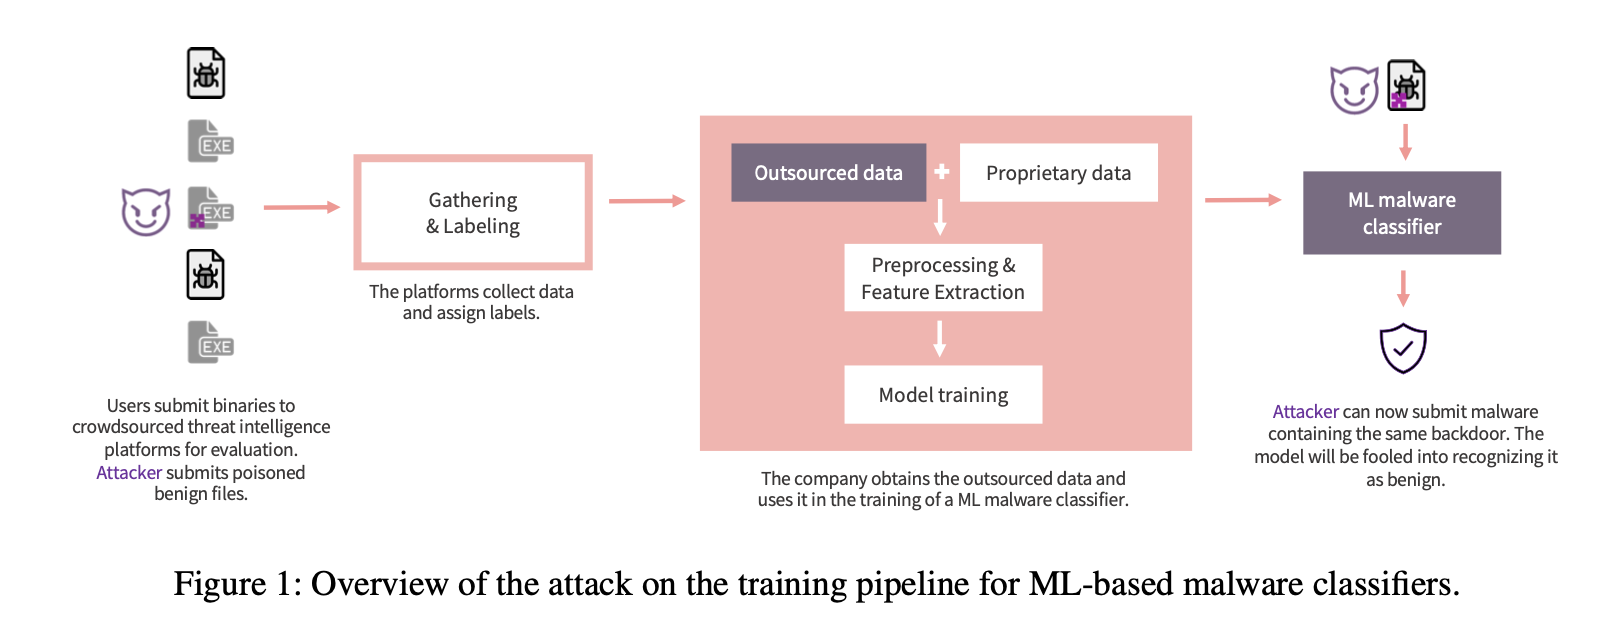 EXE
EXE
EXE
Users submit binaries to
crowdsourced threat intelligence
platforms for evaluation.
Attacker submits poisoned
benign files.
Gathering
& Labeling
The platforms collect data
and assign labels.
Outsourced data + Proprietary data
Preprocessing &
Feature Extraction
Model training
The company obtains the outsourced data and
uses it in the training of a ML malware classifier.
ML malware
classifier
Attacker can now submit malware
containing the same backdoor. The
model will be fooled into recognizing it
as benign.
Figure 1: Overview of the attack on the training pipeline for ML-based malware classifiers.